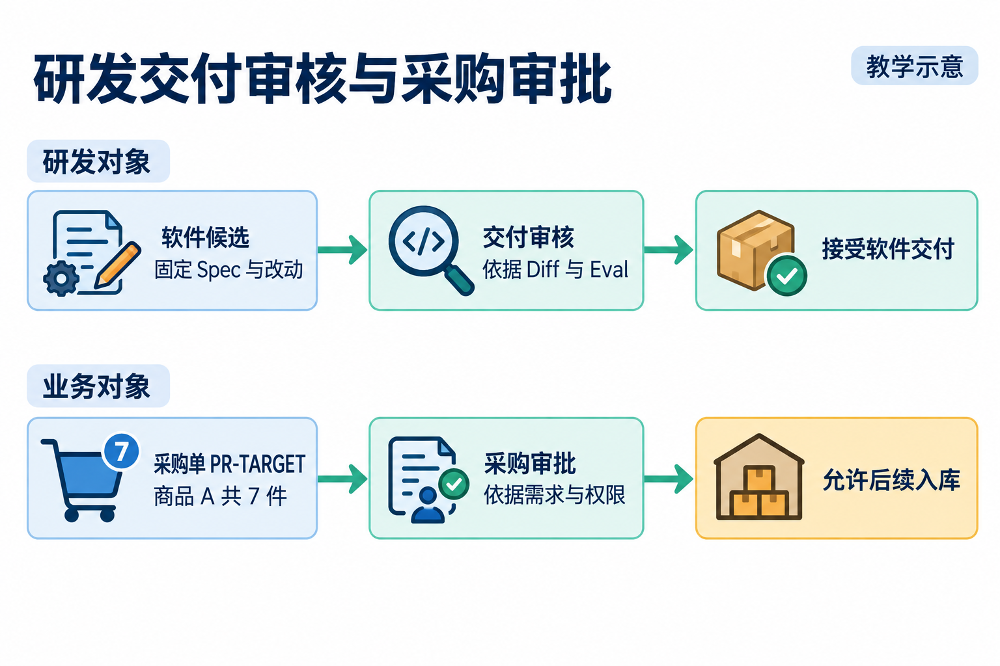 研发交付审核与采购审批
教学示意
研发对象
软件候选
固定 Spec 与改动
</>
交付审核
依据 Diff 与 Eval
接受软件交付
业务对象
7
采购单 PR-TARGET
商品 A 共 7 件
采购审批
依据需求与权限
允许后续入库